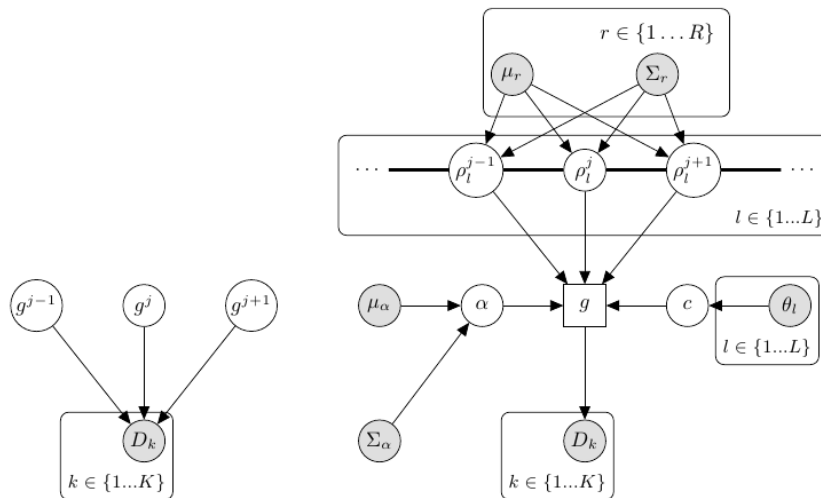 r ∈ {1 … R}
μ_r Σ_r
⋯ ρ_l^{j−1} ρ_l^j ρ_l^{j+1} ⋯
l ∈ {1...L}
g^{j−1} g^j g^{j+1}
μ_α α g c θ_l
l ∈ {1...L}
D_k
k ∈ {1...K}
Σ_α D_k
k ∈ {1...K}